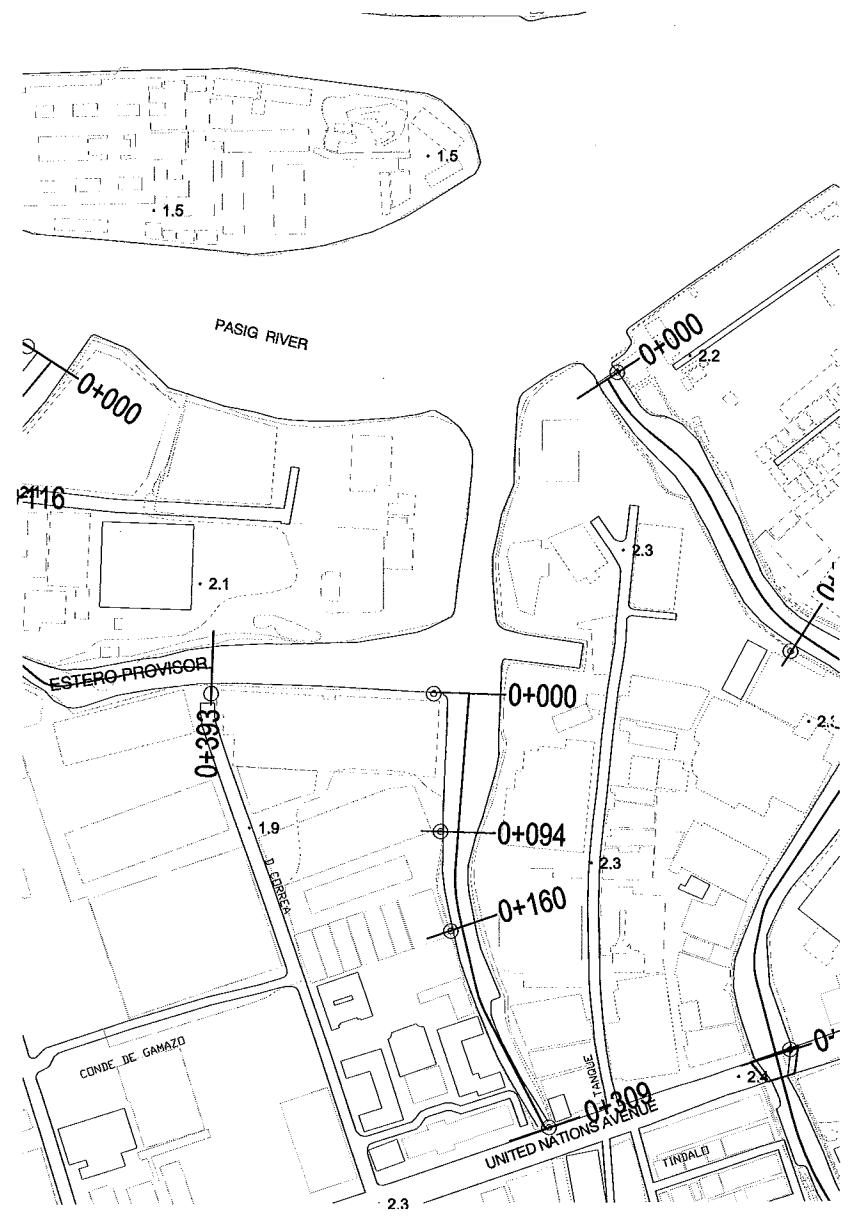 1.5
1.5
PASIG RIVER
0+000
2.2
0+000
116
2.3
2.1
ESTERO PROVISOR
0+000
0+393
2.3
1.9
0+094
D. CORREA
2.3
0+160
CONDE DE GAMAZO
TANQUE
2.4
0+309
UNITED NATIONS AVENUE
TINDALO
2.3